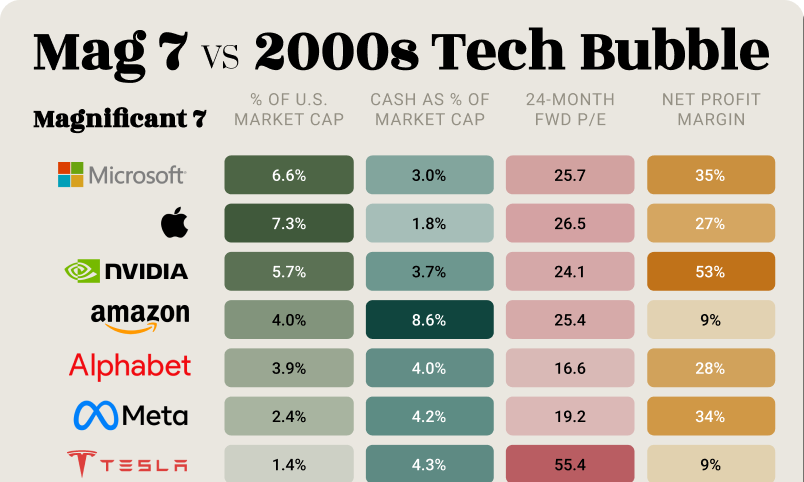 Mag 7 vs 2000s Tech Bubble
Magnificent 7
% OF U.S.
MARKET CAP
CASH AS % OF
MARKET CAP
24-MONTH
FWD P/E
NET PROFIT
MARGIN
Microsoft 6.6% 3.0% 25.7 35%
7.3% 1.8% 26.5 27%
NVIDIA 5.7% 3.7% 24.1 53%
amazon 4.0% 8.6% 25.4 9%
Alphabet 3.9% 4.0% 16.6 28%
Meta 2.4% 4.2% 19.2 34%
TESLA 1.4% 4.3% 55.4 9%